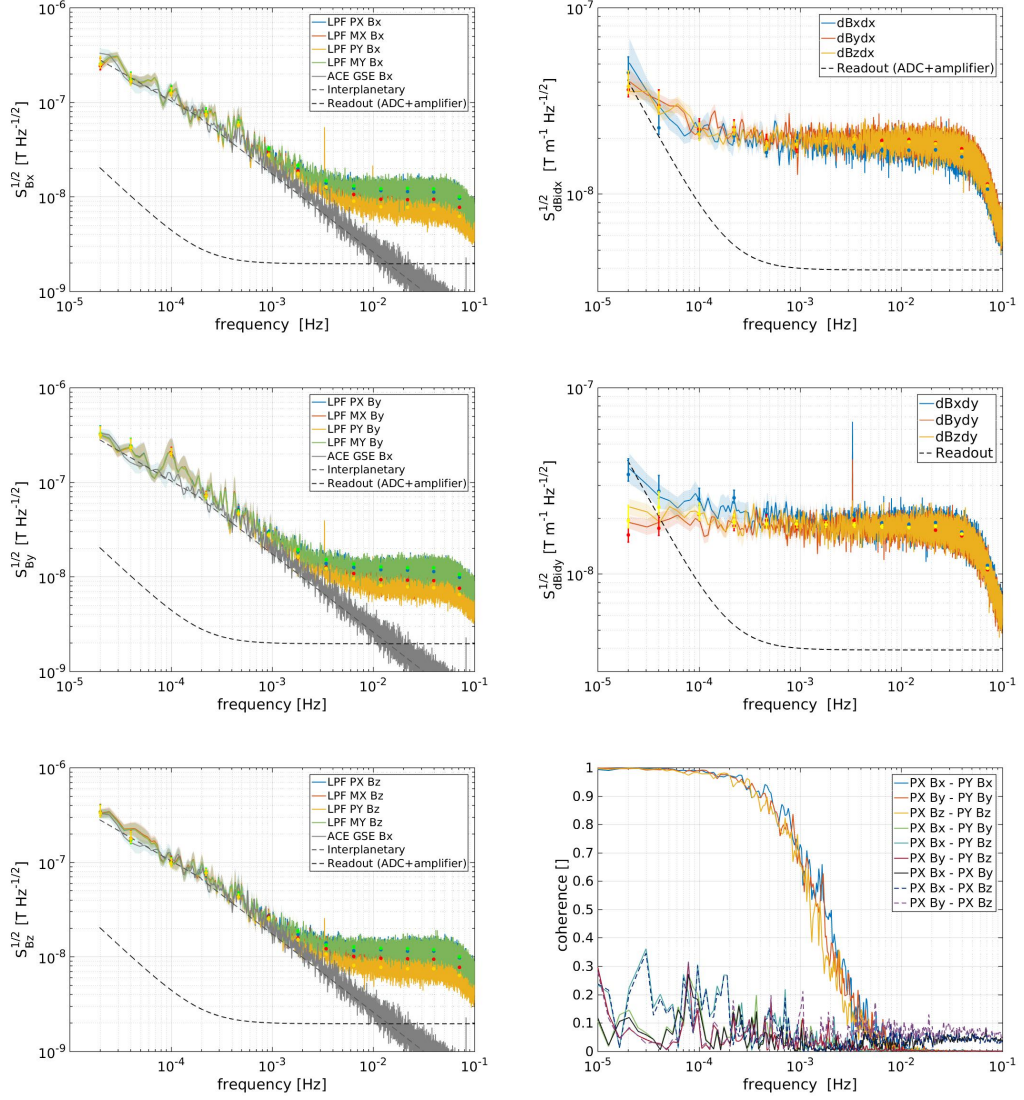 10^-6
10^-7
10^-8
10^-9
S_Bx^1/2 [T Hz^-1/2]
LPF PX Bx
LPF MX Bx
LPF PY Bx
LPF MY Bx
ACE GSE Bx
Interplanetary
Readout (ADC+amplifier)
10^-5 10^-4 10^-3 10^-2 10^-1
frequency [Hz]
10^-7
10^-8
S_dBidx^1/2 [T m^-1 Hz^-1/2]
dBxdx
dBydx
dBzdx
Readout (ADC+amplifier)
10^-5 10^-4 10^-3 10^-2 10^-1
frequency [Hz]
10^-6
10^-7
10^-8
10^-9
S_By^1/2 [T Hz^-1/2]
LPF PX By
LPF MX By
LPF PY By
LPF MY By
ACE GSE Bx
Interplanetary
Readout (ADC+amplifier)
10^-5 10^-4 10^-3 10^-2 10^-1
frequency [Hz]
10^-7
10^-8
S_dBidy^1/2 [T m^-1 Hz^-1/2]
dBxdy
dBydy
dBzdy
Readout
10^-5 10^-4 10^-3 10^-2 10^-1
frequency [Hz]
10^-6
10^-7
10^-8
10^-9
S_Bz^1/2 [T Hz^-1/2]
LPF PX Bz
LPF MX Bz
LPF PY Bz
LPF MY Bz
ACE GSE Bx
Interplanetary
Readout (ADC+amplifier)
10^-5 10^-4 10^-3 10^-2 10^-1
frequency [Hz]
1
0.9
0.8
0.7
0.6
0.5
0.4
0.3
0.2
0.1
0
coherence []
PX Bx - PY Bx
PX By - PY By
PX Bz - PY Bz
PX Bx - PY By
PX Bx - PY Bz
PX By - PY Bz
PX Bx - PX By
PX Bx - PX Bz
PX By - PX Bz
10^-5 10^-4 10^-3 10^-2 10^-1
frequency [Hz]